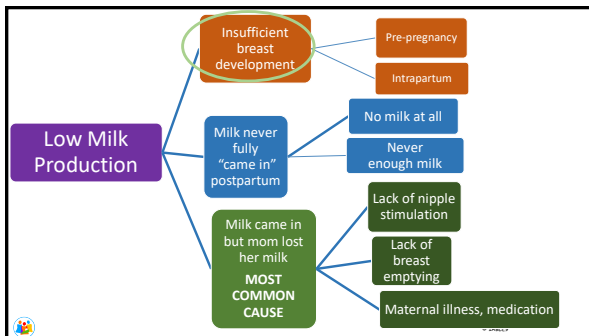 Low Milk
Production
Insufficient
breast
development
Pre-pregnancy
Intrapartum
Milk never
fully
“came in”
postpartum
No milk at all
Never
enough milk
Milk came in
but mom lost
her milk
MOST
COMMON
CAUSE
Lack of nipple
stimulation
Lack of
breast
emptying
Maternal illness, medication